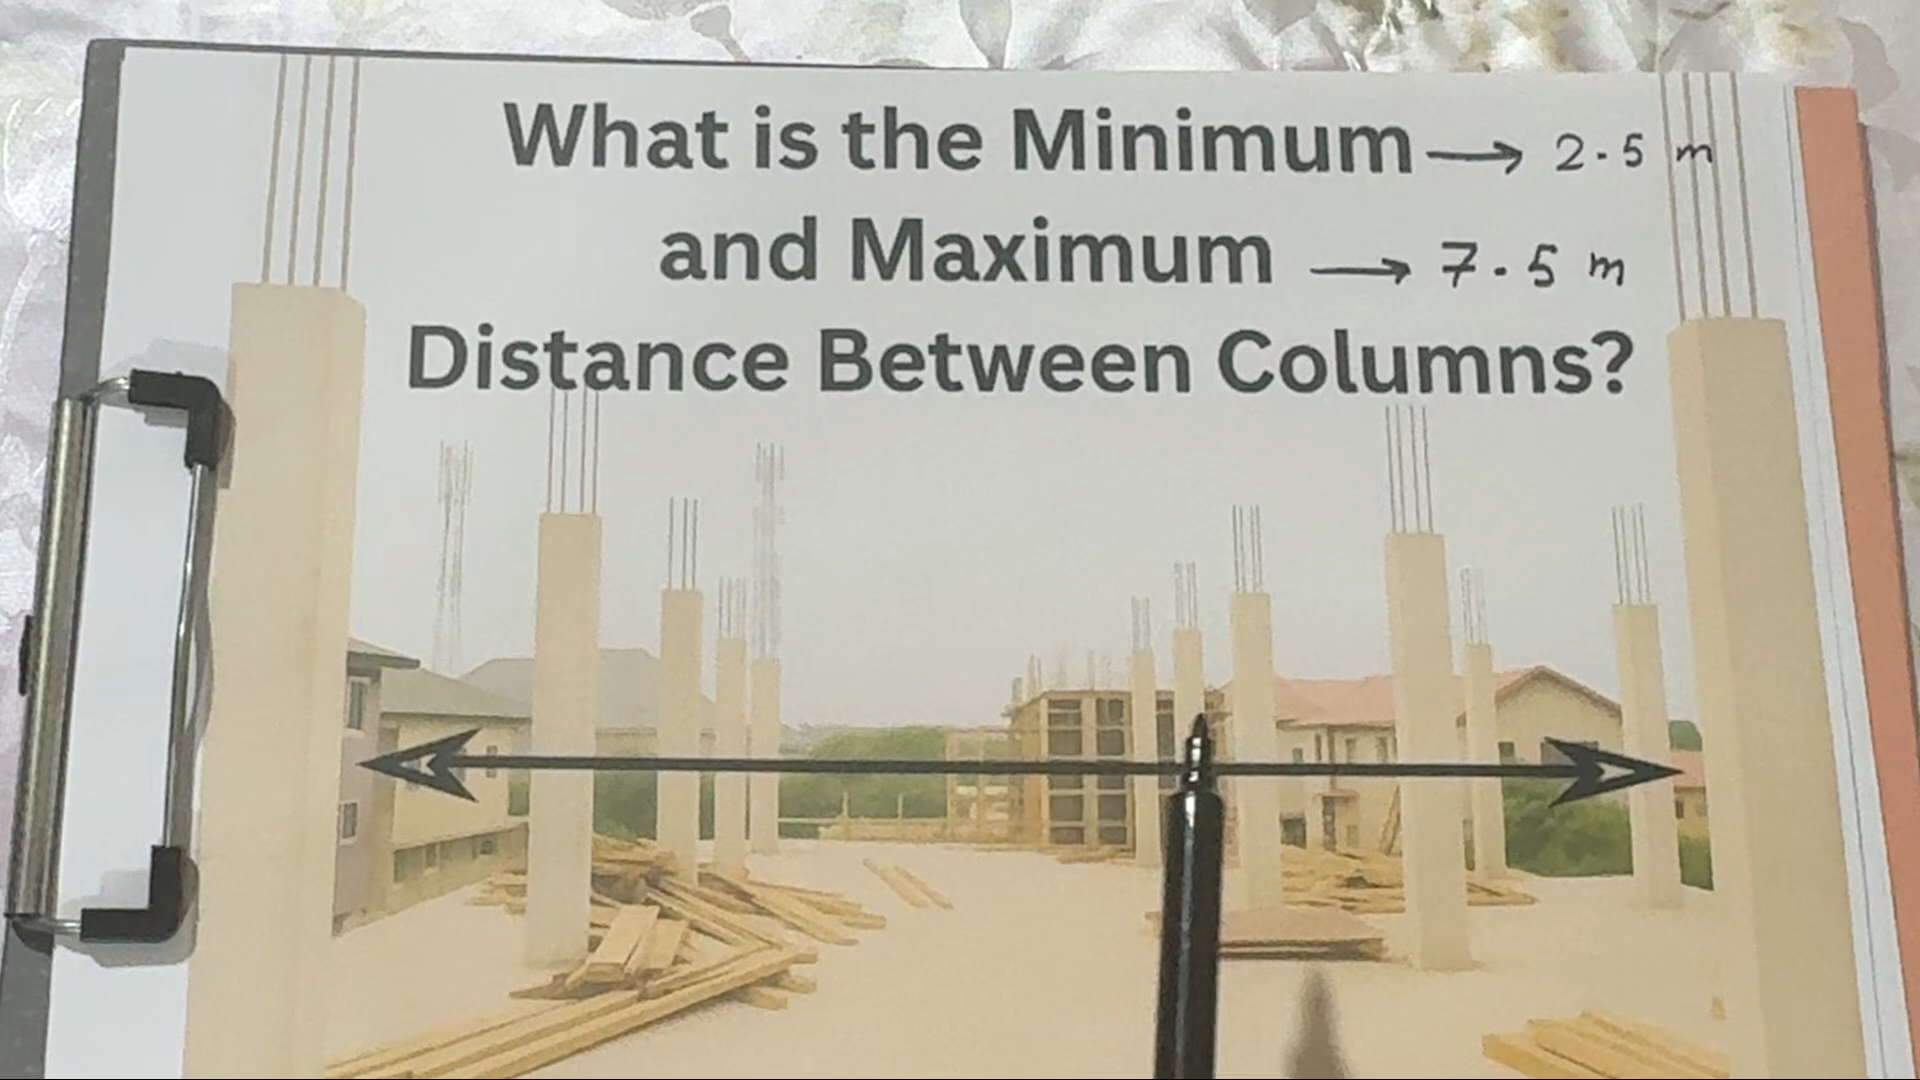 What is the Minimum → 2.5 m
and Maximum → 7.5 m
Distance Between Columns?